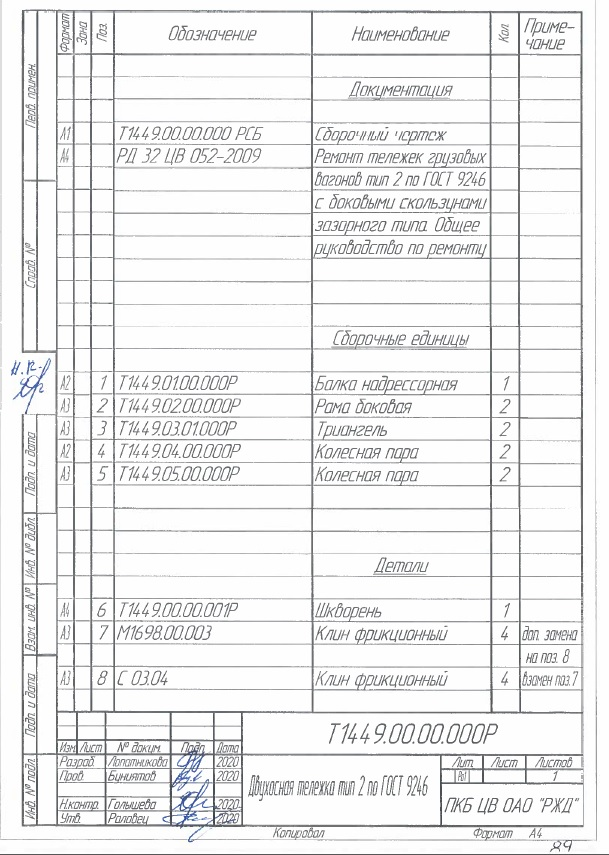 Формат Зона Поз. Обозначение Наименование Кол. Приме-
чание
Документация
А1 Т1449.00.00.000 РСБ Сборочный чертеж
А4 РД 32 ЦВ 052-2009 Ремонт тележек грузовых
вагонов тип 2 по ГОСТ 9246
с боковыми скользунами
зазорного типа. Общее
руководство по ремонту
Сборочные единицы
А2 1 Т1449.01.00.000Р Балка надрессорная 1
А3 2 Т1449.02.00.000Р Рама боковая 2
А3 3 Т1449.03.01.000Р Триангель 2
А2 4 Т1449.04.00.000Р Колесная пара 2
А3 5 Т1449.05.00.000Р Колесная пара 2
Детали
А4 6 Т1449.00.00.001Р Шкворень 1
А3 7 М1698.00.003 Клин фрикционный 4 доп. замена
на поз. 8
А3 8 С 03.04 Клин фрикционный 4 взамен поз.7
Перв. примен.
Справ. №
Н.К-
Подп. и дата
Инв. № дубл.
Взам. инв. №
Подп. и дата
Инв. № подл.
Т1449.00.00.000Р
Изм. Лист № докум. Подп. Дата
Разраб. Лопатникова 2020
Пров. Буниятов 2020
Н.контр. Голышева 2020
Утв. Раловец 2020
Двухосная тележка тип 2 по ГОСТ 9246
Лит. Лист Листов
РО1 1
ПКБ ЦВ ОАО "РЖД"
Копировал Формат А4
89